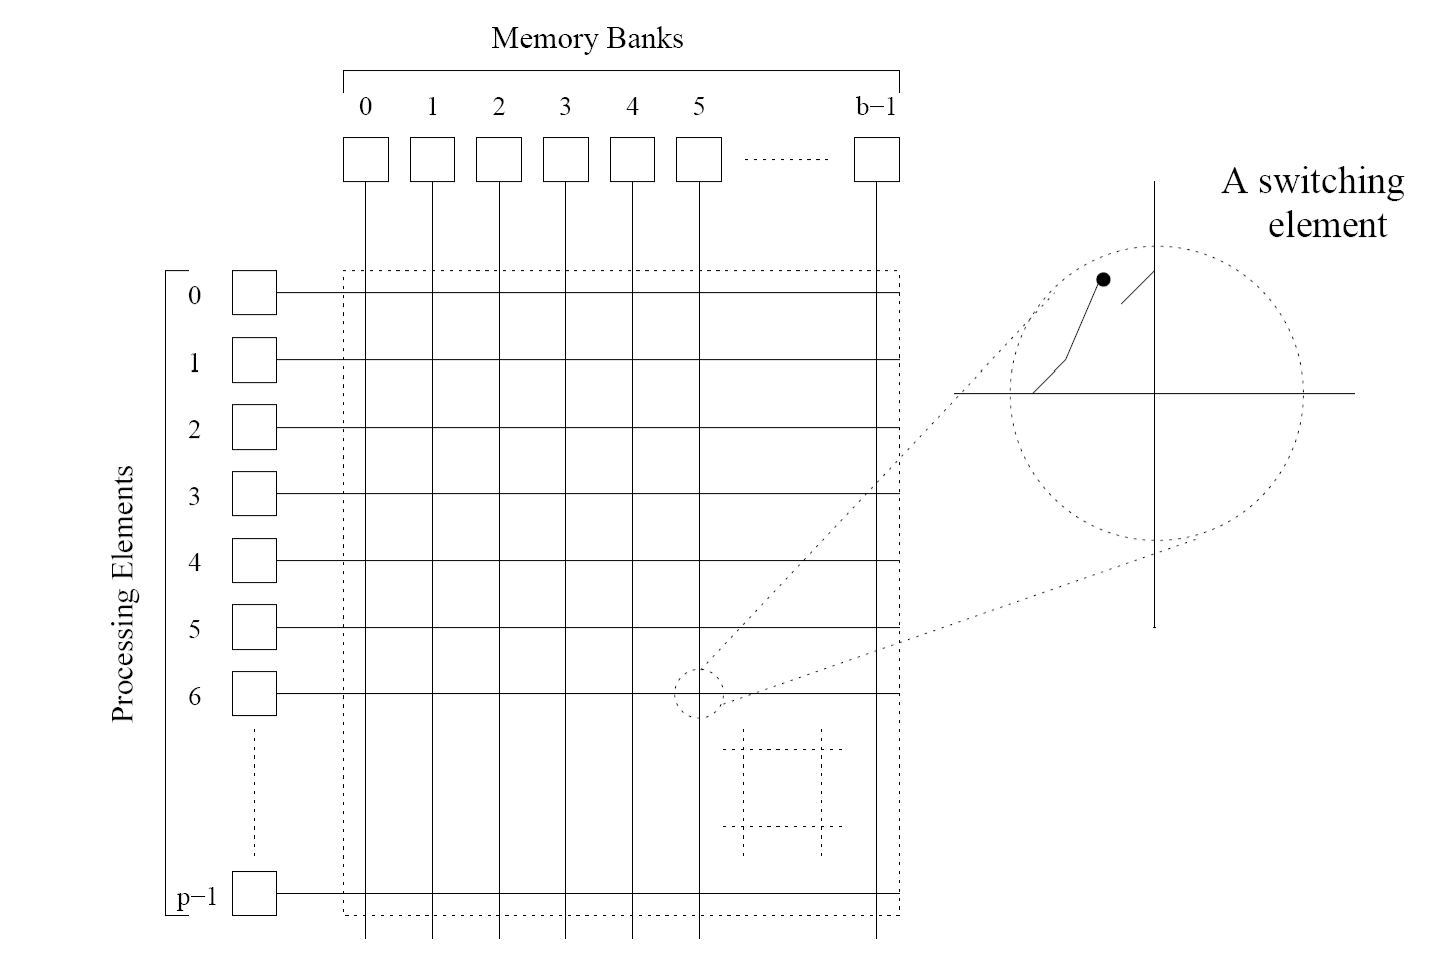 Memory Banks
0 1 2 3 4 5 b−1
A switching
element
Processing Elements
0
1
2
3
4
5
6
p−1